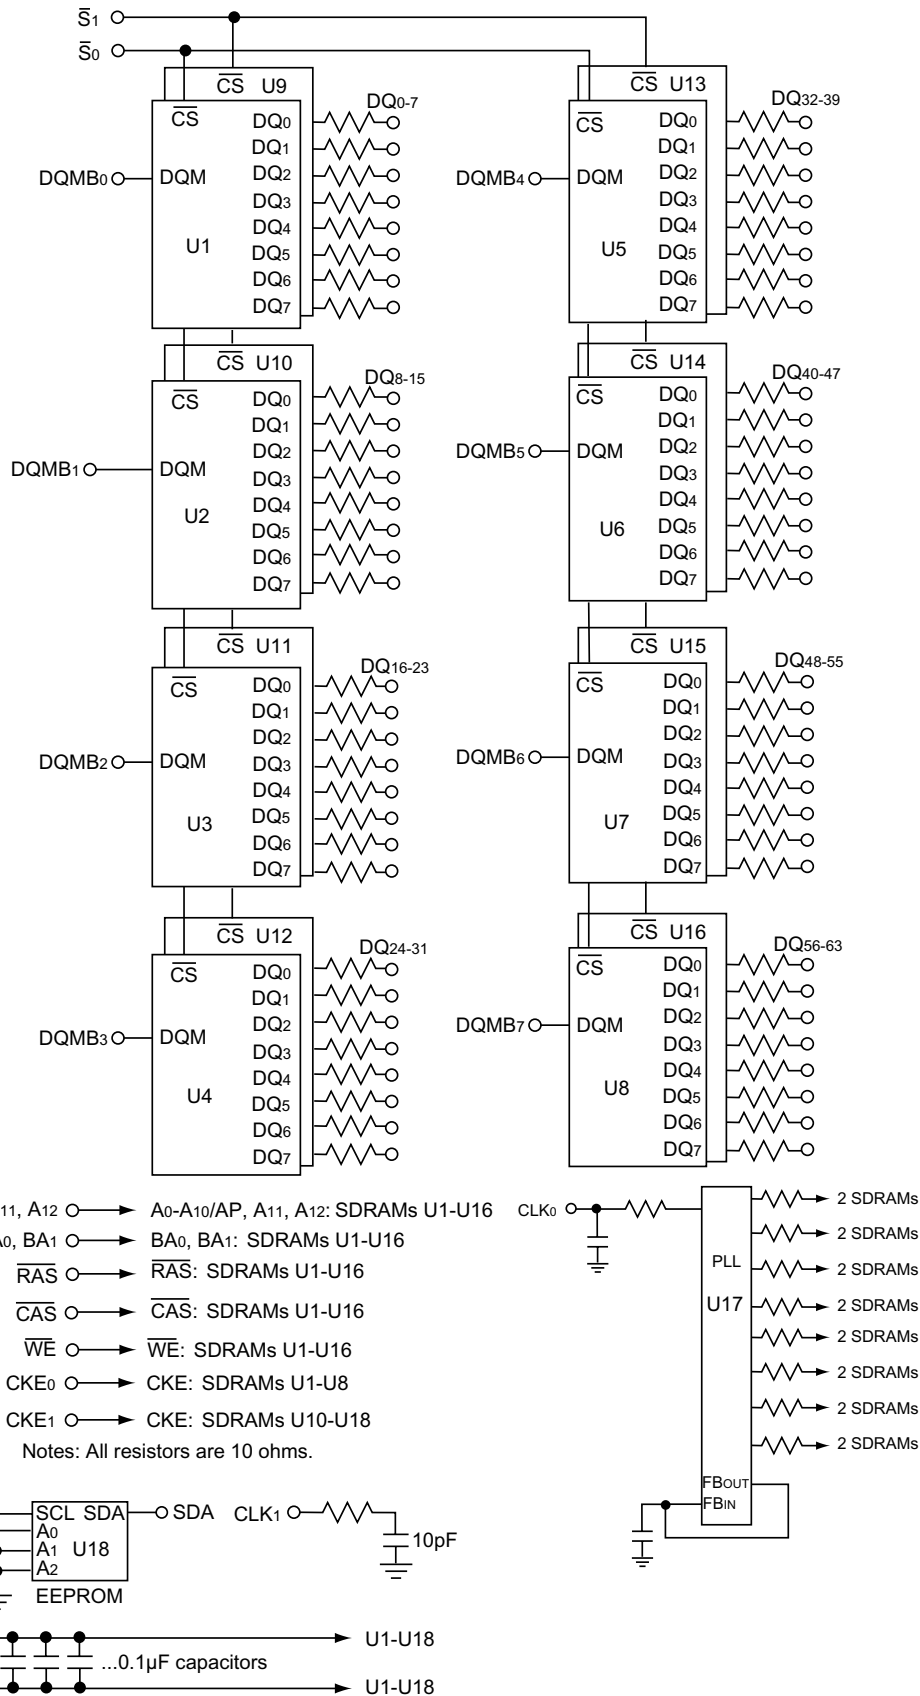 S̅1
S̅0
C̅S̅ U9
C̅S̅
DQM
U1
DQMB0
DQ0-7
DQ0
DQ1
DQ2
DQ3
DQ4
DQ5
DQ6
DQ7
C̅S̅ U13
C̅S̅
DQM
U5
DQMB4
DQ32-39
DQ0
DQ1
DQ2
DQ3
DQ4
DQ5
DQ6
DQ7
C̅S̅ U10
C̅S̅
DQM
U2
DQMB1
DQ8-15
DQ0
DQ1
DQ2
DQ3
DQ4
DQ5
DQ6
DQ7
C̅S̅ U14
C̅S̅
DQM
U6
DQMB5
DQ40-47
DQ0
DQ1
DQ2
DQ3
DQ4
DQ5
DQ6
DQ7
C̅S̅ U11
C̅S̅
DQM
U3
DQMB2
DQ16-23
DQ0
DQ1
DQ2
DQ3
DQ4
DQ5
DQ6
DQ7
C̅S̅ U15
C̅S̅
DQM
U7
DQMB6
DQ48-55
DQ0
DQ1
DQ2
DQ3
DQ4
DQ5
DQ6
DQ7
C̅S̅ U12
C̅S̅
DQM
U4
DQMB3
DQ24-31
DQ0
DQ1
DQ2
DQ3
DQ4
DQ5
DQ6
DQ7
C̅S̅ U16
C̅S̅
DQM
U8
DQMB7
DQ56-63
DQ0
DQ1
DQ2
DQ3
DQ4
DQ5
DQ6
DQ7
11, A12 A0-A10/AP, A11, A12: SDRAMs U1-U16
A0, BA1 BA0, BA1: SDRAMs U1-U16
R̅A̅S̅ R̅A̅S̅: SDRAMs U1-U16
C̅A̅S̅ C̅A̅S̅: SDRAMs U1-U16
W̅E̅ W̅E̅: SDRAMs U1-U16
CKE0 CKE: SDRAMs U1-U8
CKE1 CKE: SDRAMs U10-U18
Notes: All resistors are 10 ohms.
CLK0
PLL
U17
FBOUT
FBIN
2 SDRAMs
2 SDRAMs
2 SDRAMs
2 SDRAMs
2 SDRAMs
2 SDRAMs
2 SDRAMs
2 SDRAMs
SCL SDA
A0
A1 U18
A2
EEPROM
SDA
CLK1
10pF
U1-U18
...0.1µF capacitors
U1-U18